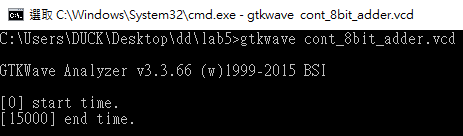 選取 C:\Windows\System32\cmd.exe - gtkwave  cont_8bit_adder.vcd
C:\Users\DUCK\Desktop\dd\lab5>gtkwave cont_8bit_adder.vcd
GTKWave Analyzer v3.3.66 (w)1999-2015 BSI
[0] start time.
[15000] end time.